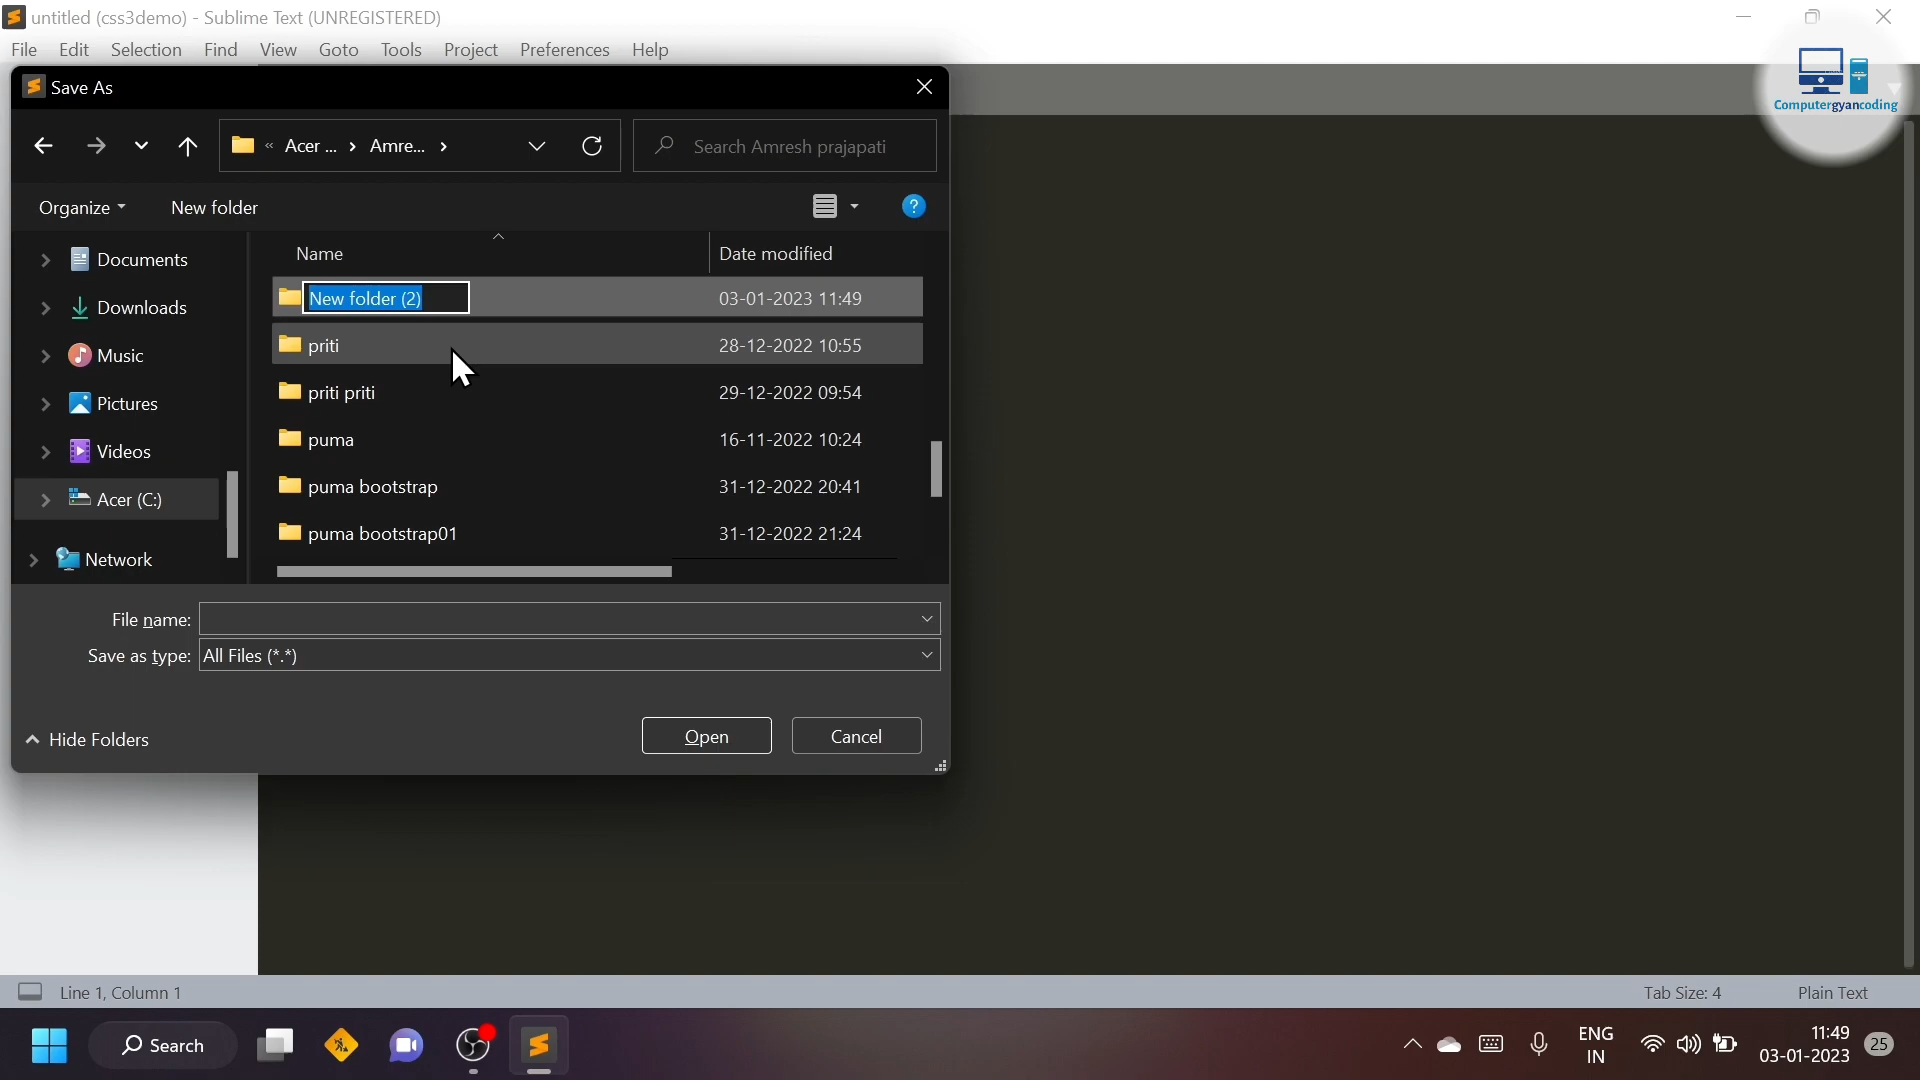 untitled (css3demo) - Sublime Text (UNREGISTERED)
File Edit Selection Find View Goto Tools Project Preferences Help
Computergyancoding
Save As
« Acer ... › Amre... ›
Search Amresh prajapati
Organize
New folder
Documents
Downloads
Music
Pictures
Videos
Acer (C:)
Network
Name Date modified
New folder (2) 03-01-2023 11:49
priti 28-12-2022 10:55
priti priti 29-12-2022 09:54
puma 16-11-2022 10:24
puma bootstrap 31-12-2022 20:41
puma bootstrap01 31-12-2022 21:24
File name:
Save as type: All Files (*.*)
Hide Folders
Open
Cancel
Line 1, Column 1
Tab Size: 4
Plain Text
Search
ENG
IN
11:49
03-01-2023
25